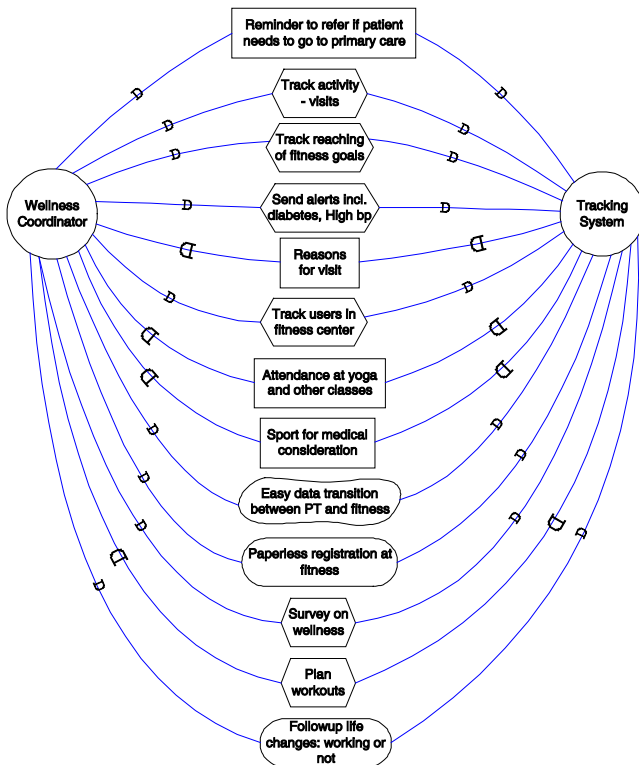 Reminder to refer if patient
needs to go to primary care
Track activity
- visits
Track reaching
of fitness goals
Wellness
Coordinator
Send alerts incl.
diabetes, High bp
Tracking
System
Reasons
for visit
Track users in
fitness center
Attendance at yoga
and other classes
Sport for medical
consideration
Easy data transition
between PT and fitness
Paperless registration at
fitness
Survey on
wellness
Plan
workouts
Followup life
changes: working or
not
D D
D D
D D
D D
D D
D D
D D
D D
D D
D D
D D
D D
D D